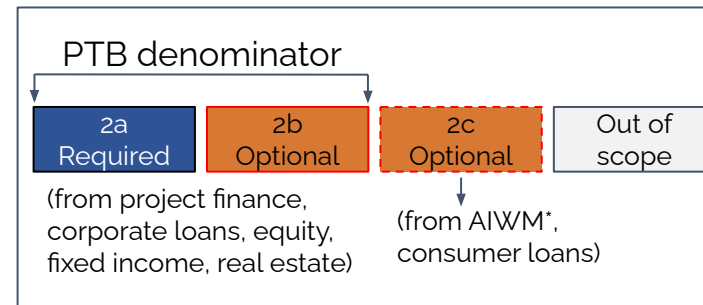 PTB denominator
2a
Required
2b
Optional
2c
Optional
Out of
scope
(from project finance,
corporate loans, equity,
fixed income, real estate)
(from AIWM*,
consumer loans)